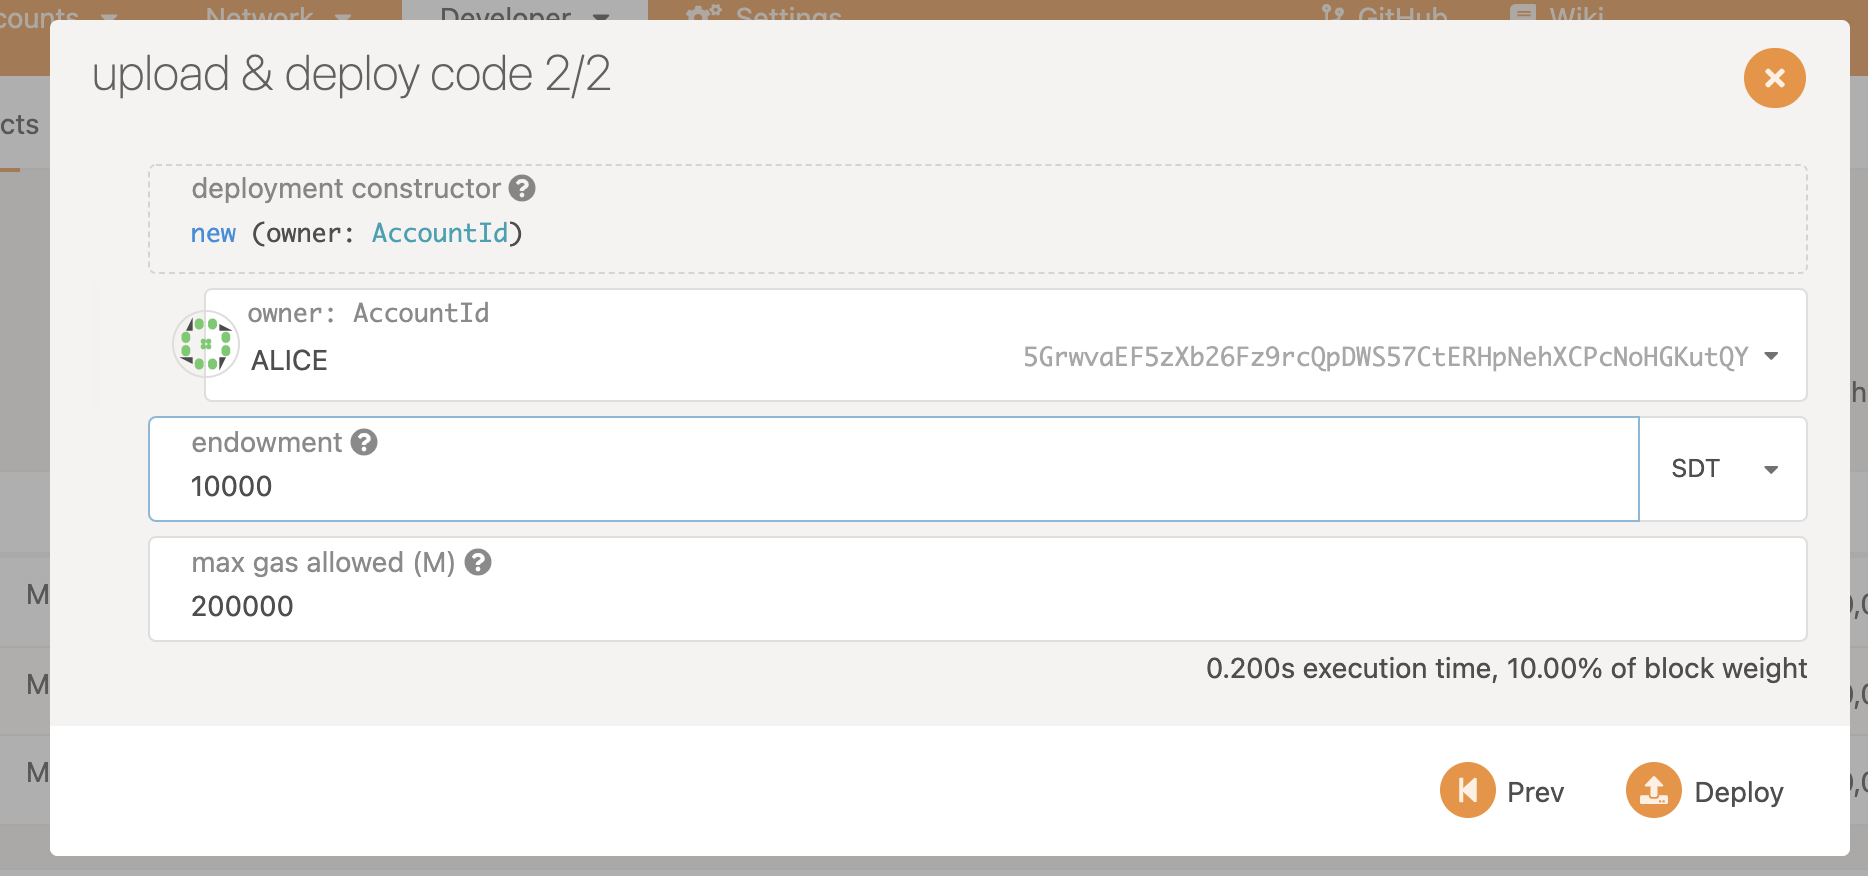 Network Developer Settings GitHub Wiki
upload & deploy code 2/2
cts
deployment constructor
new (owner: AccountId)
owner: AccountId
ALICE 5GrwvaEF5zXb26Fz9rcQpDWS57CtERHpNehXCPcNoHGKutQY
endowment
10000 SDT
max gas allowed (M)
200000
0.200s execution time, 10.00% of block weight
M
M
M
Prev Deploy